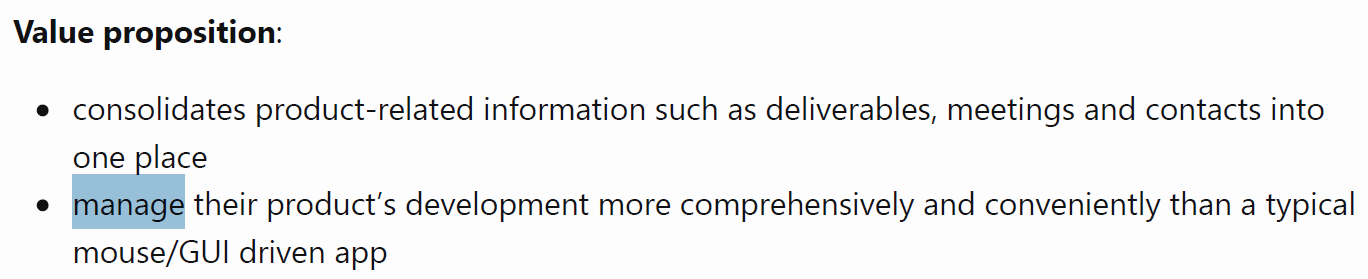 Value proposition:
• consolidates product-related information such as deliverables, meetings and contacts into
one place
• manage their product’s development more comprehensively and conveniently than a typical
mouse/GUI driven app